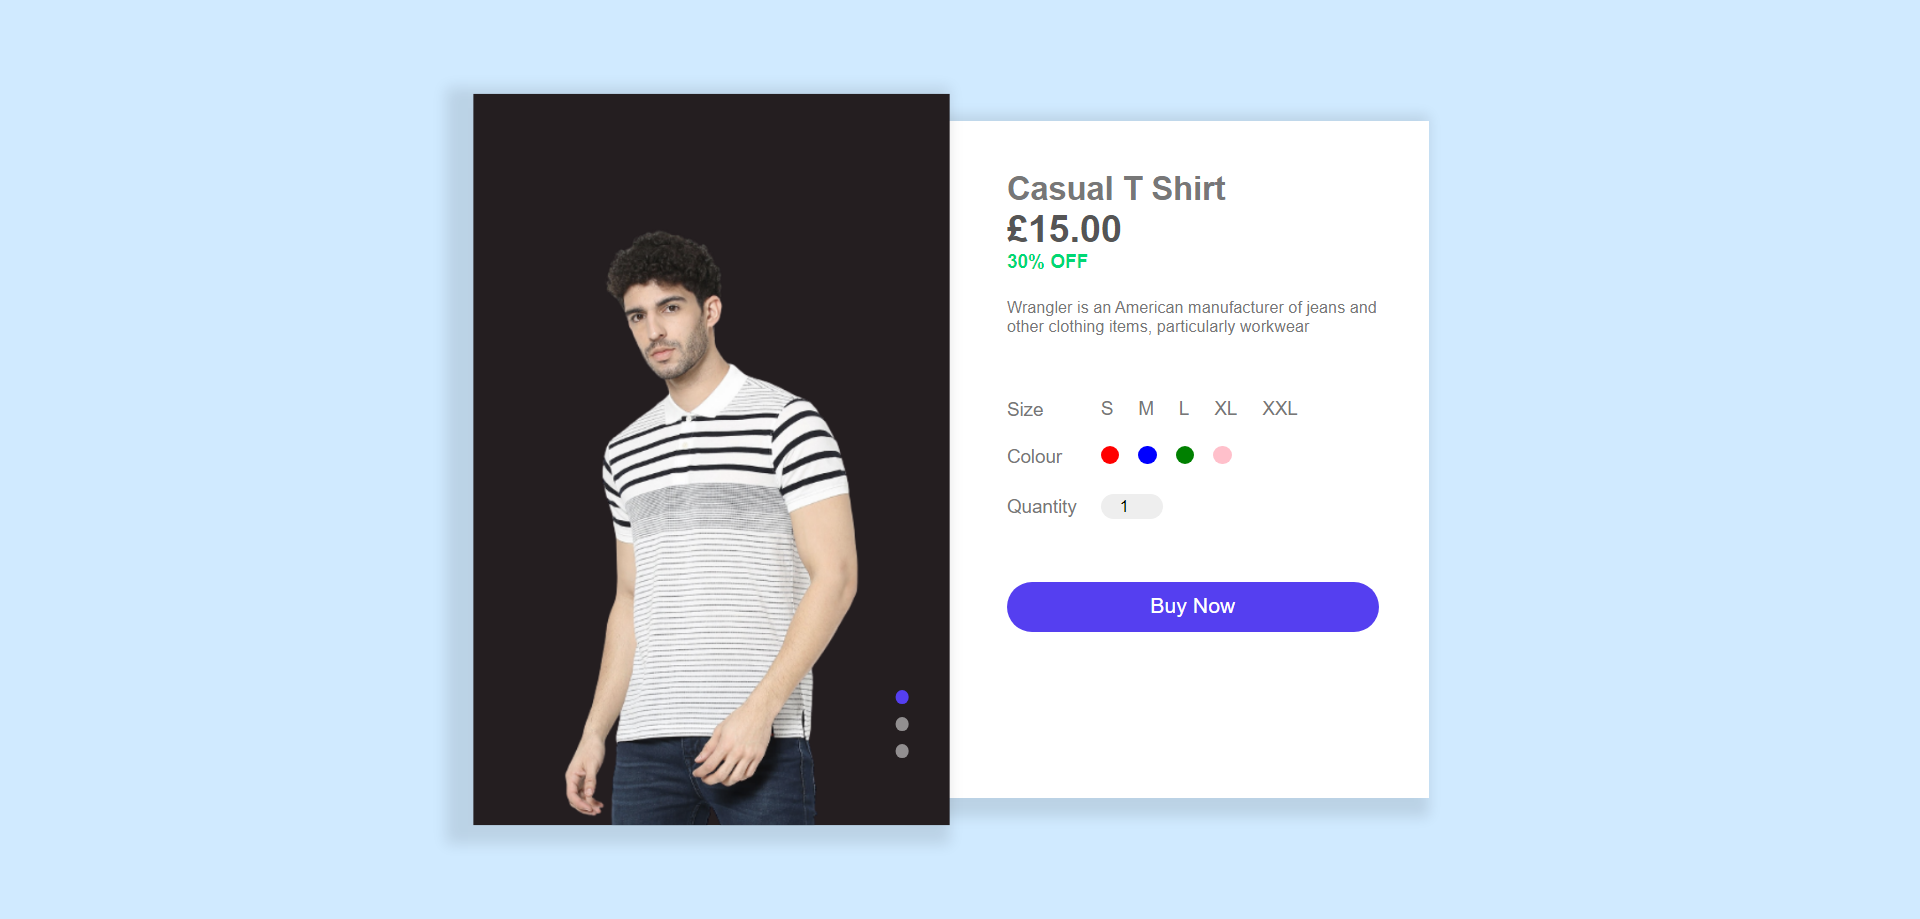 Casual T Shirt
£15.00
30% OFF
Wrangler is an American manufacturer of jeans and
other clothing items, particularly workwear
Size S M L XL XXL
Colour
Quantity 1
Buy Now